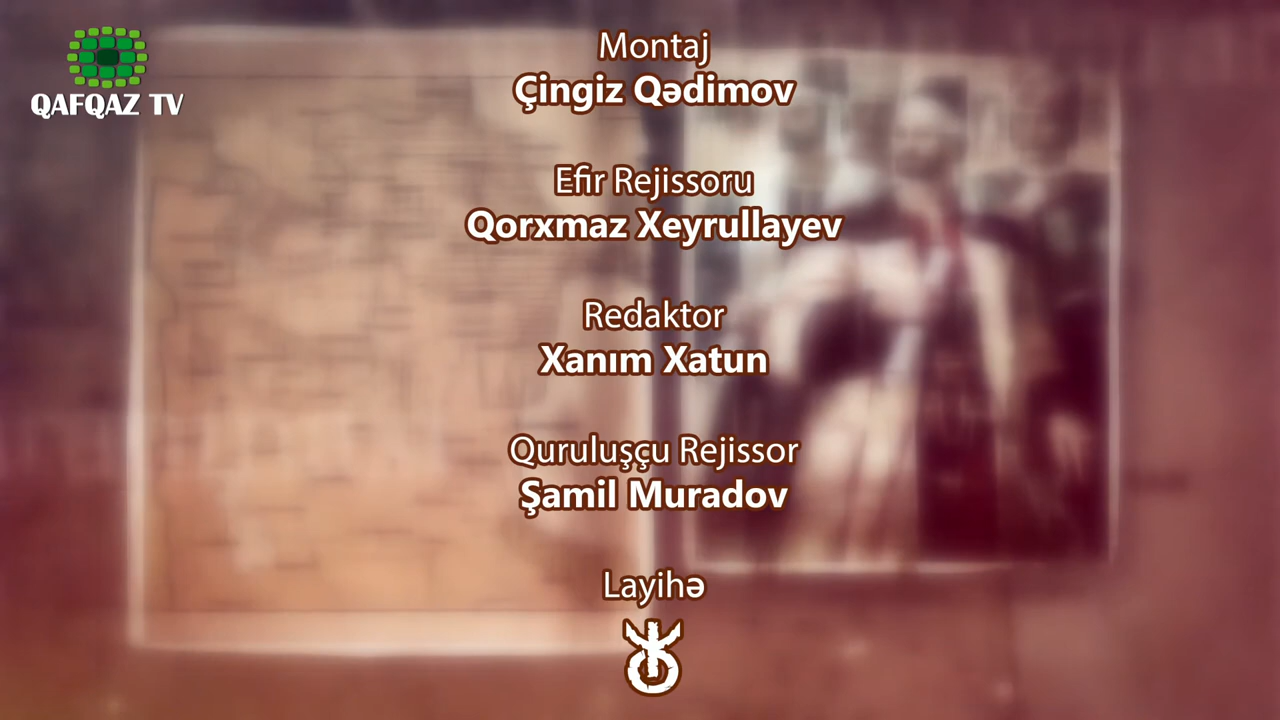 QAFQAZ TV
Montaj
Çingiz Qədimov
Efir Rejissoru
Qorxmaz Xeyrullayev
Redaktor
Xanım Xatun
Quruluşçu Rejissor
Şamil Muradov
Layihə